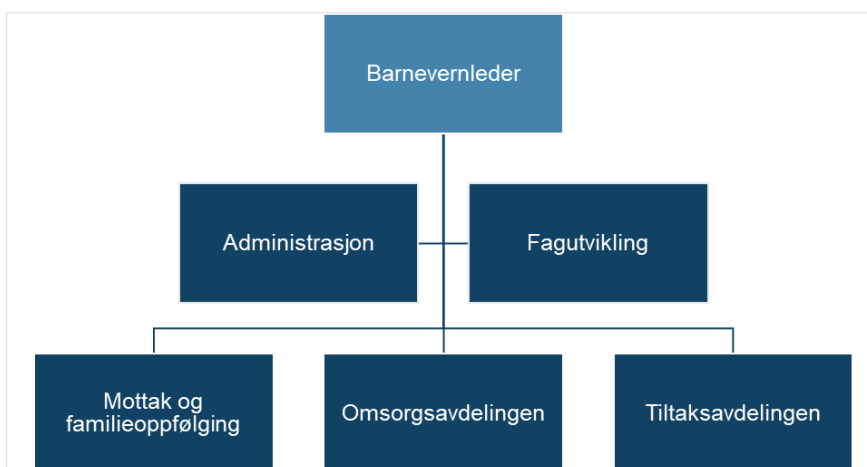 Barnevernleder
Administrasjon
Fagutvikling
Mottak og
familieoppfølging
Omsorgsavdelingen
Tiltaksavdelingen